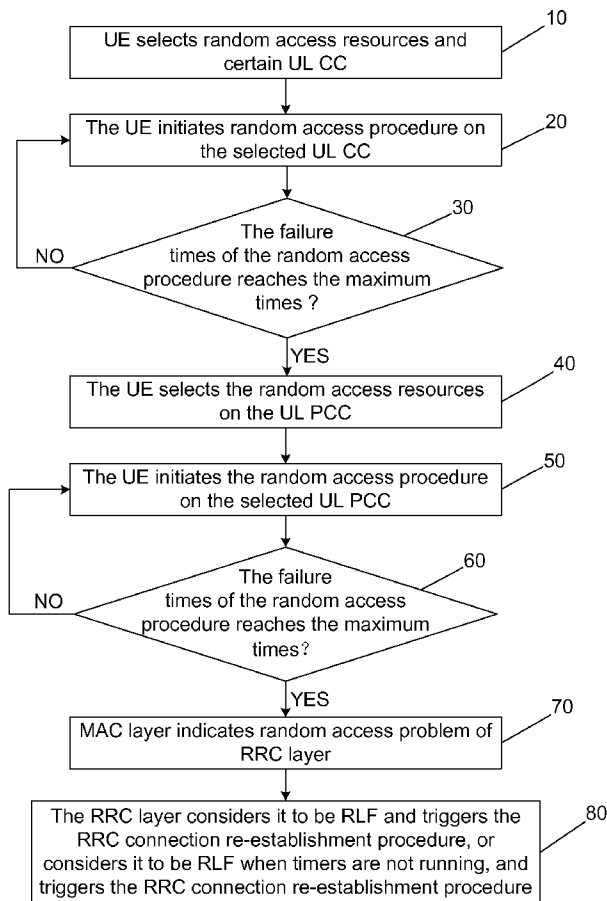 10
UE selects random access resources and
certain UL CC
20
The UE initiates random access procedure on
the selected UL CC
30
The failure
times of the random access
procedure reaches the maximum
times ?
NO
YES
40
The UE selects the random access resources
on the UL PCC
50
The UE initiates the random access procedure
on the selected UL PCC
60
The failure
times of the random access
procedure reaches the maximum
times?
NO
YES
70
MAC layer indicates random access problem of
RRC layer
80
The RRC layer considers it to be RLF and triggers the
RRC connection re-establishment procedure, or
considers it to be RLF when timers are not running, and
triggers the RRC connection re-establishment procedure